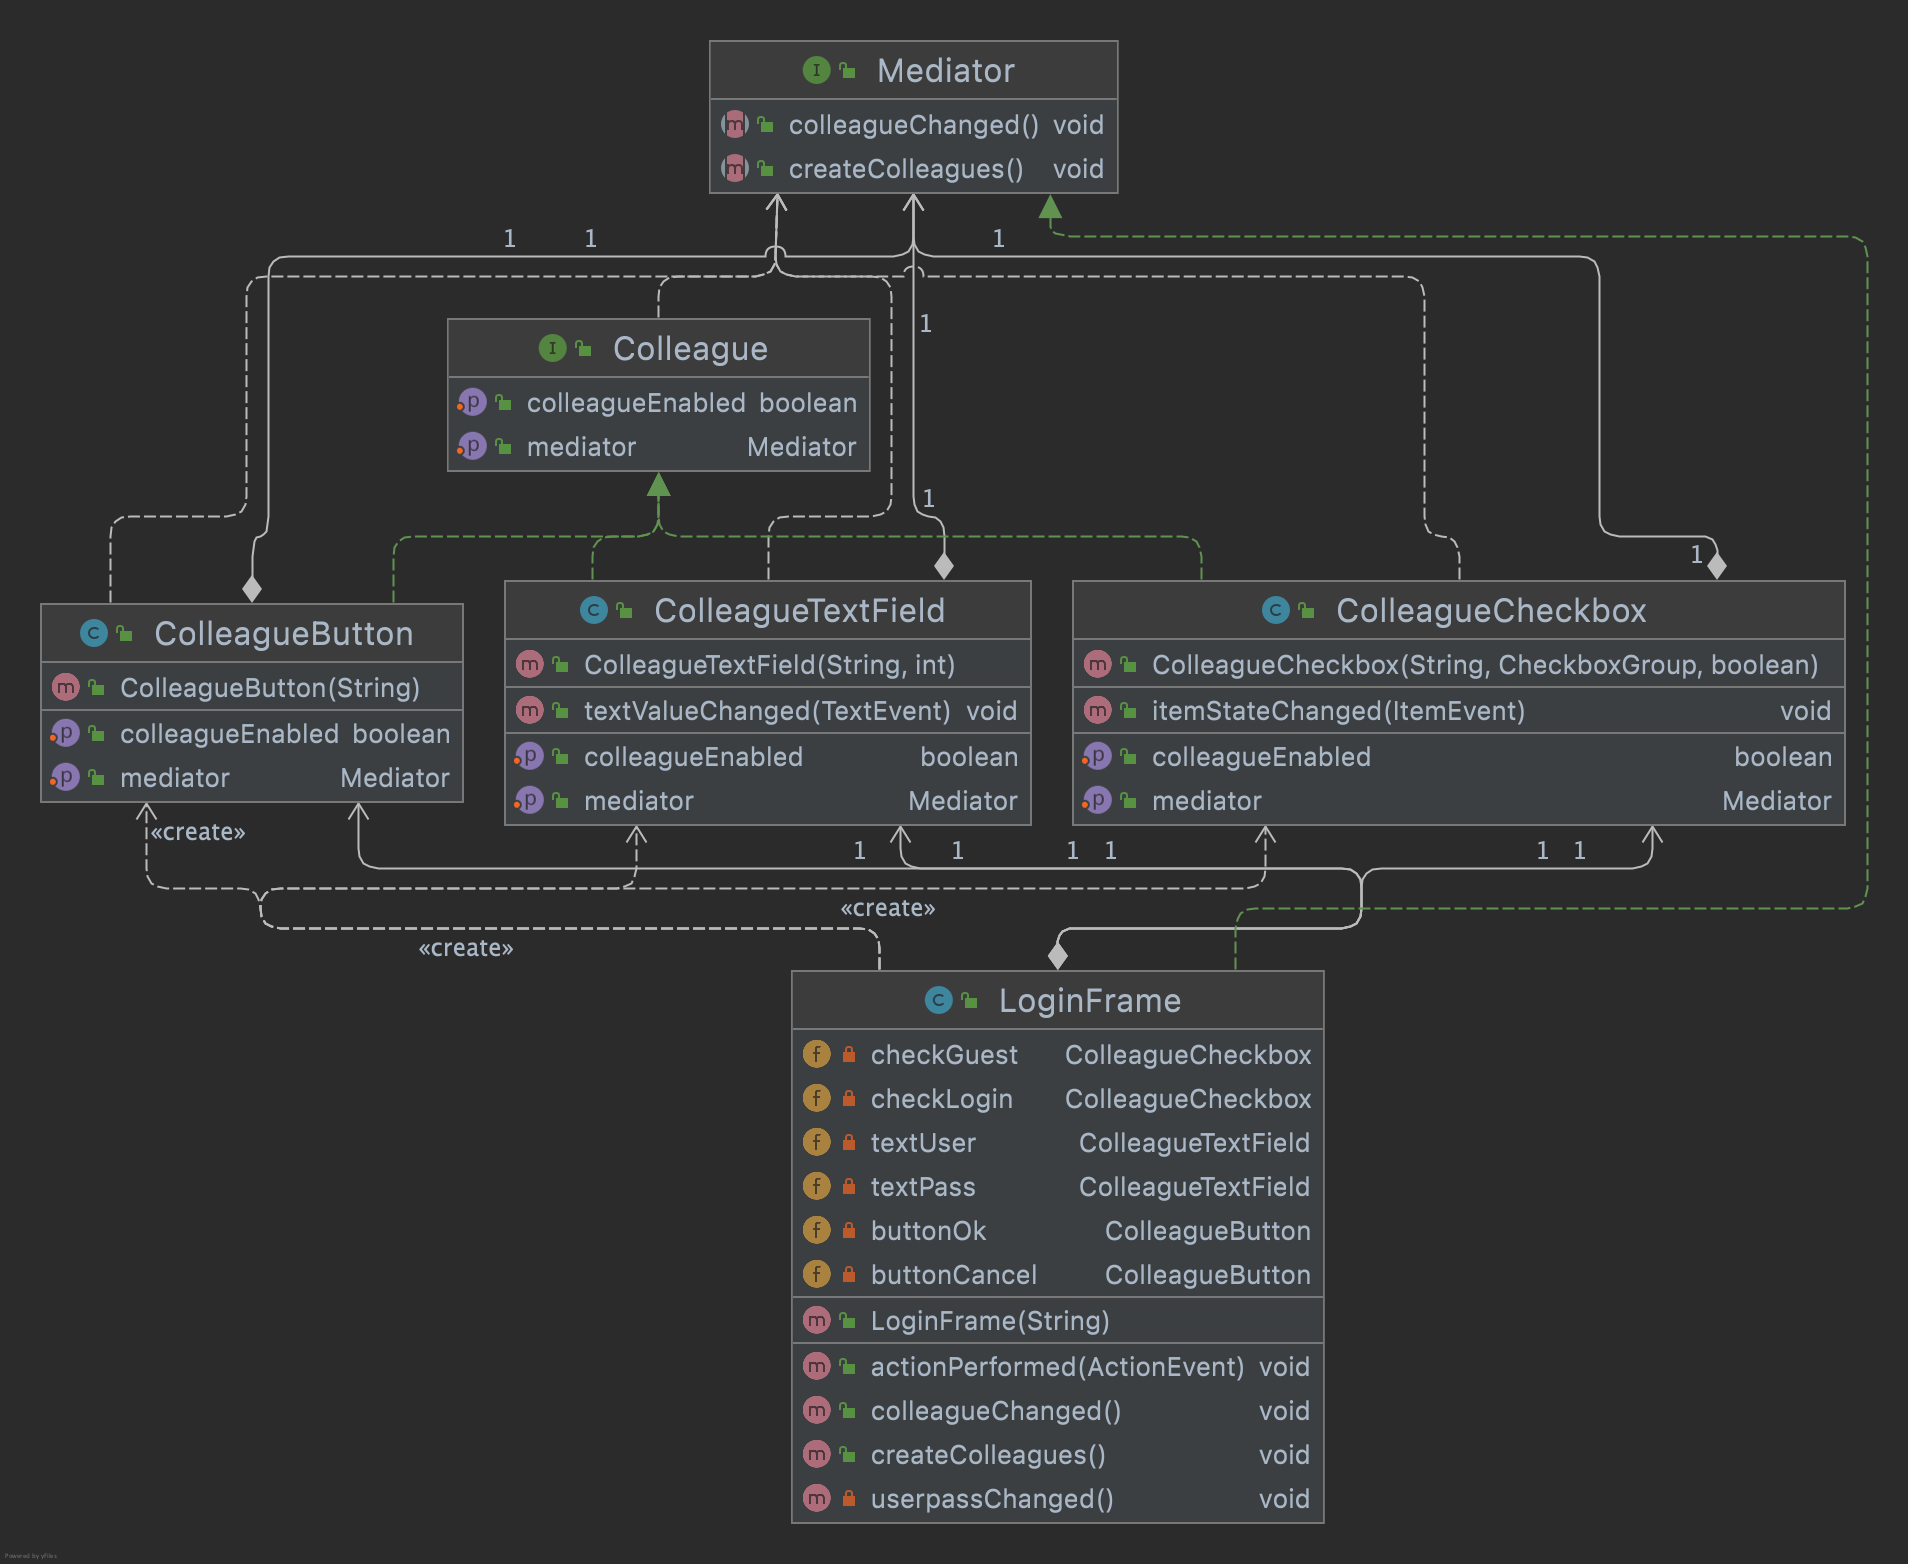 I Mediator
m colleagueChanged() void
m createColleagues() void
1 1 1
1
I Colleague
p colleagueEnabled boolean
p mediator Mediator
1
1
C ColleagueButton
m ColleagueButton(String)
p colleagueEnabled boolean
p mediator Mediator
C ColleagueTextField
m ColleagueTextField(String, int)
m textValueChanged(TextEvent) void
p colleagueEnabled boolean
p mediator Mediator
C ColleagueCheckbox
m ColleagueCheckbox(String, CheckboxGroup, boolean)
m itemStateChanged(ItemEvent) void
p colleagueEnabled boolean
p mediator Mediator
«create»
1 1 1 1 1 1
«create»
«create»
C LoginFrame
f checkGuest ColleagueCheckbox
f checkLogin ColleagueCheckbox
f textUser ColleagueTextField
f textPass ColleagueTextField
f buttonOk ColleagueButton
f buttonCancel ColleagueButton
m LoginFrame(String)
m actionPerformed(ActionEvent) void
m colleagueChanged() void
m createColleagues() void
m userpassChanged() void
Powered by yFiles